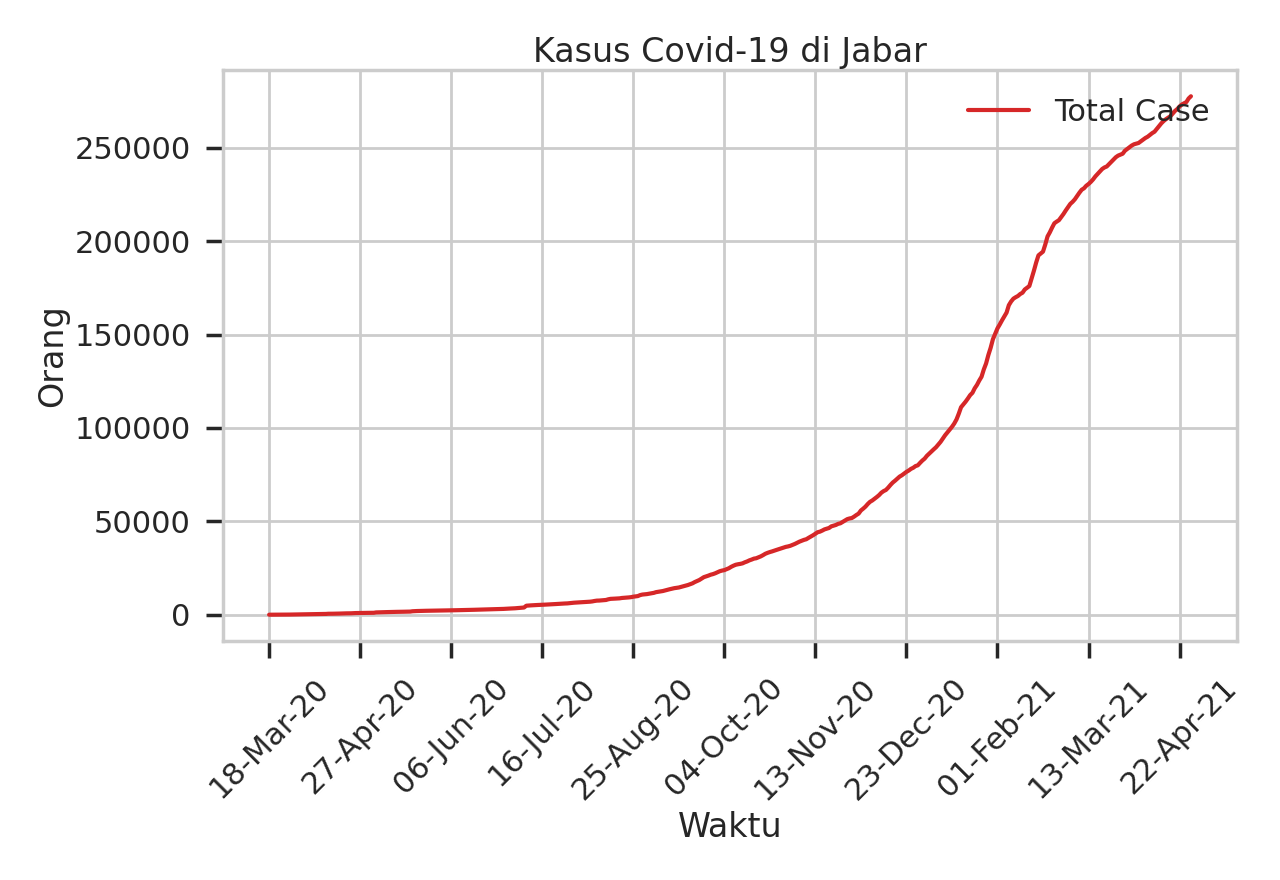 Kasus Covid-19 di Jabar
Total Case
Orang
250000
200000
150000
100000
50000
0
18-Mar-20
27-Apr-20
06-Jun-20
16-Jul-20
25-Aug-20
04-Oct-20
13-Nov-20
23-Dec-20
01-Feb-21
13-Mar-21
22-Apr-21
Waktu